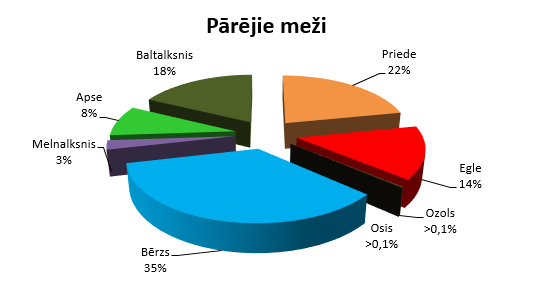 Pārējie meži
Priede
22%
Egle
14%
Ozols
>0,1%
Osis
>0,1%
Bērzs
35%
Melnalksnis
3%
Apse
8%
Baltalksnis
18%